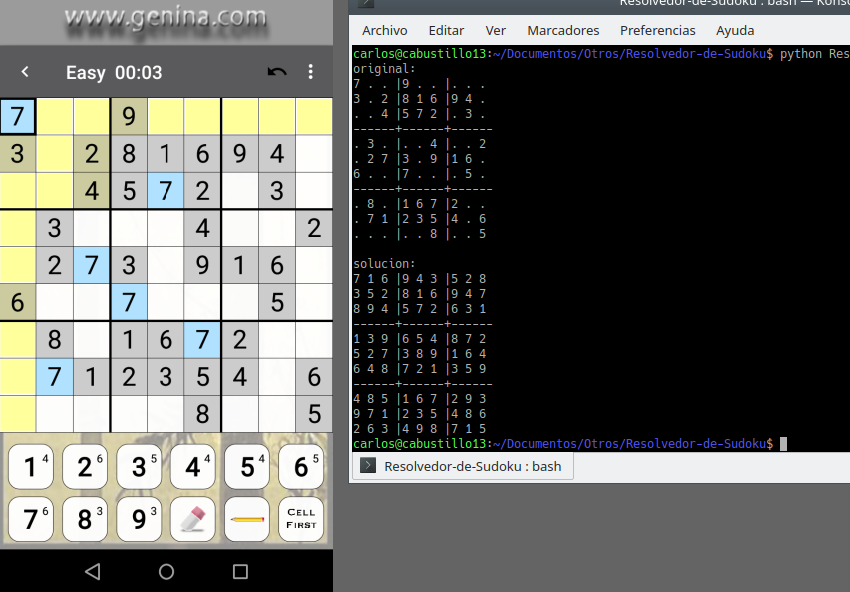 www.genina.com
Easy 00:03
7 9
3 2 8 1 6 9 4
4 5 7 2 3
3 4 2
2 7 3 9 1 6
6 7 5
8 1 6 7 2
7 1 2 3 5 4 6
8 5
1 4 2 6 3 5 4 4 5 4 6 5
7 6 8 3 9 3 CELL
FIRST
Resolvedor-de-Sudoku : bash — Konso
Archivo Editar Ver Marcadores Preferencias Ayuda
carlos@cabustillo13:~/Documentos/Otros/Resolvedor-de-Sudoku$ python Res
original:
7 . . |9 . . |. . .
3 . 2 |8 1 6 |9 4 .
. . 4 |5 7 2 |. 3 .
------+------+------
. 3 . |. . 4 |. . 2
. 2 7 |3 . 9 |1 6 .
6 . . |7 . . |. 5 .
------+------+------
. 8 . |1 6 7 |2 . .
. 7 1 |2 3 5 |4 . 6
. . . |. . 8 |. . 5
solucion:
7 1 6 |9 4 3 |5 2 8
3 5 2 |8 1 6 |9 4 7
8 9 4 |5 7 2 |6 3 1
------+------+------
1 3 9 |6 5 4 |8 7 2
5 2 7 |3 8 9 |1 6 4
6 4 8 |7 2 1 |3 5 9
------+------+------
4 8 5 |1 6 7 |2 9 3
9 7 1 |2 3 5 |4 8 6
2 6 3 |4 9 8 |7 1 5
carlos@cabustillo13:~/Documentos/Otros/Resolvedor-de-Sudoku$
Resolvedor-de-Sudoku : bash